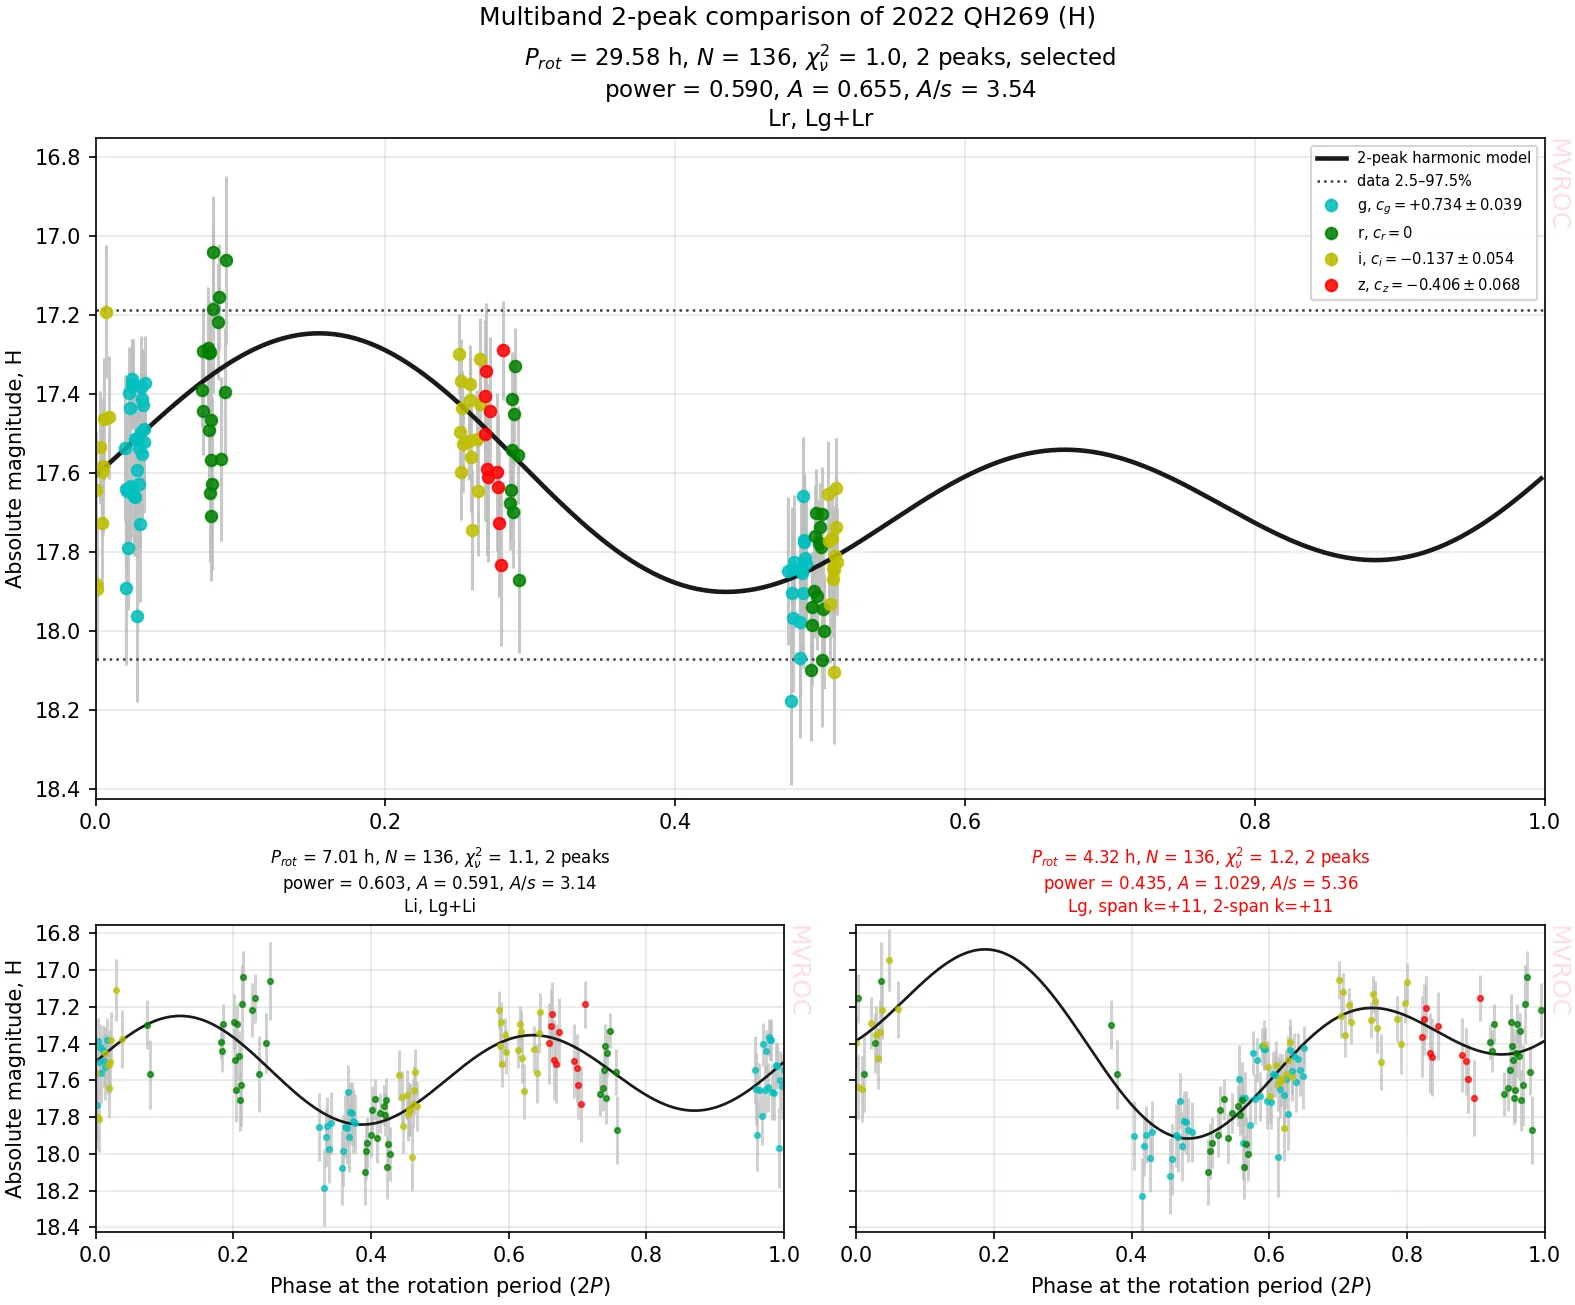 Multiband 2-peak comparison of 2022 QH269 (H)
P_rot = 29.58 h, N = 136, χ²_ν = 1.0, 2 peaks, selected
power = 0.590, A = 0.655, A/s = 3.54
Lr, Lg+Lr
Absolute magnitude, H
16.8
17.0
17.2
17.4
17.6
17.8
18.0
18.2
18.4
2-peak harmonic model
data 2.5–97.5%
g, c_g = +0.734 ± 0.039
r, c_r = 0
i, c_i = −0.137 ± 0.054
z, c_z = −0.406 ± 0.068
MVROC
0.0 0.2 0.4 0.6 0.8 1.0
P_rot = 7.01 h, N = 136, χ²_ν = 1.1, 2 peaks
power = 0.603, A = 0.591, A/s = 3.14
Li, Lg+Li
Absolute magnitude, H
16.8
17.0
17.2
17.4
17.6
17.8
18.0
18.2
18.4
MVROC
0.0 0.2 0.4 0.6 0.8 1.0
Phase at the rotation period (2P)
P_rot = 4.32 h, N = 136, χ²_ν = 1.2, 2 peaks
power = 0.435, A = 1.029, A/s = 5.36
Lg, span k=+11, 2-span k=+11
MVROC
0.0 0.2 0.4 0.6 0.8 1.0
Phase at the rotation period (2P)